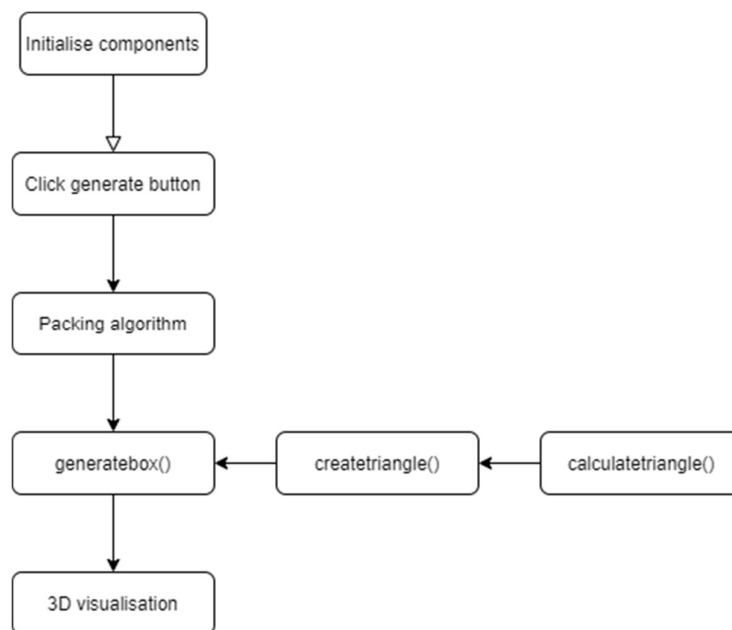 Initialise components
Click generate button
Packing algorithm
generatebox()
createtriangle()
calculatetriangle()
3D visualisation